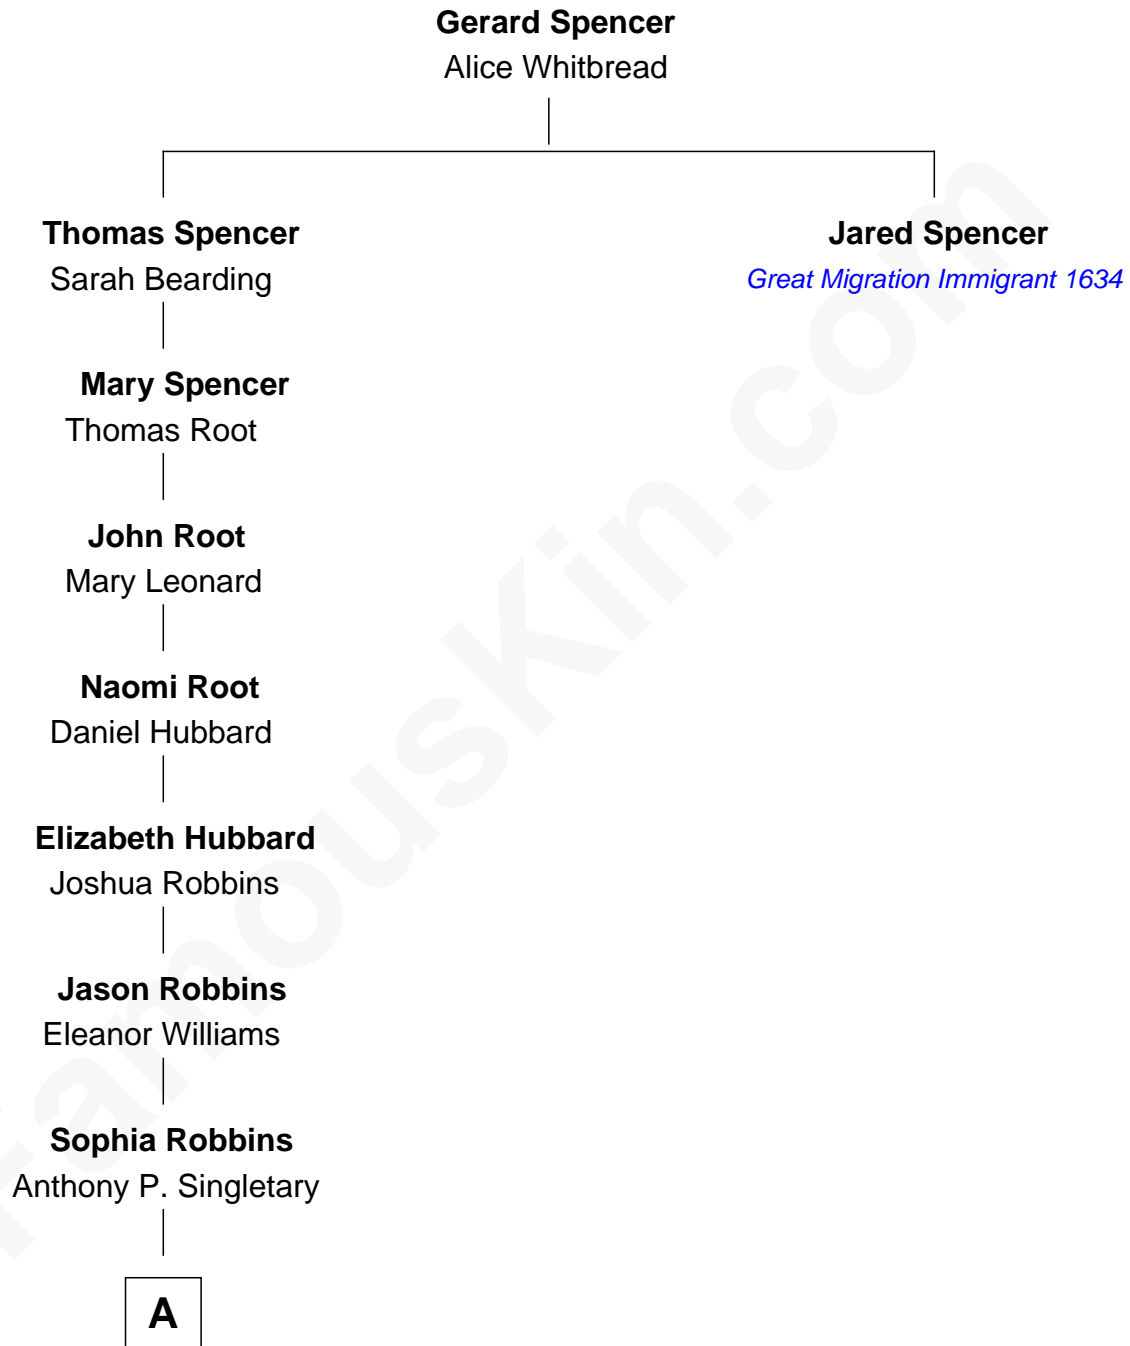 Gerard Spencer
Alice Whitbread
Thomas Spencer
Sarah Bearding
Jared Spencer
Great Migration Immigrant 1634
Mary Spencer
Thomas Root
John Root
Mary Leonard
Naomi Root
Daniel Hubbard
Elizabeth Hubbard
Joshua Robbins
Jason Robbins
Eleanor Williams
Sophia Robbins
Anthony P. Singletary
A
FamousKin.com